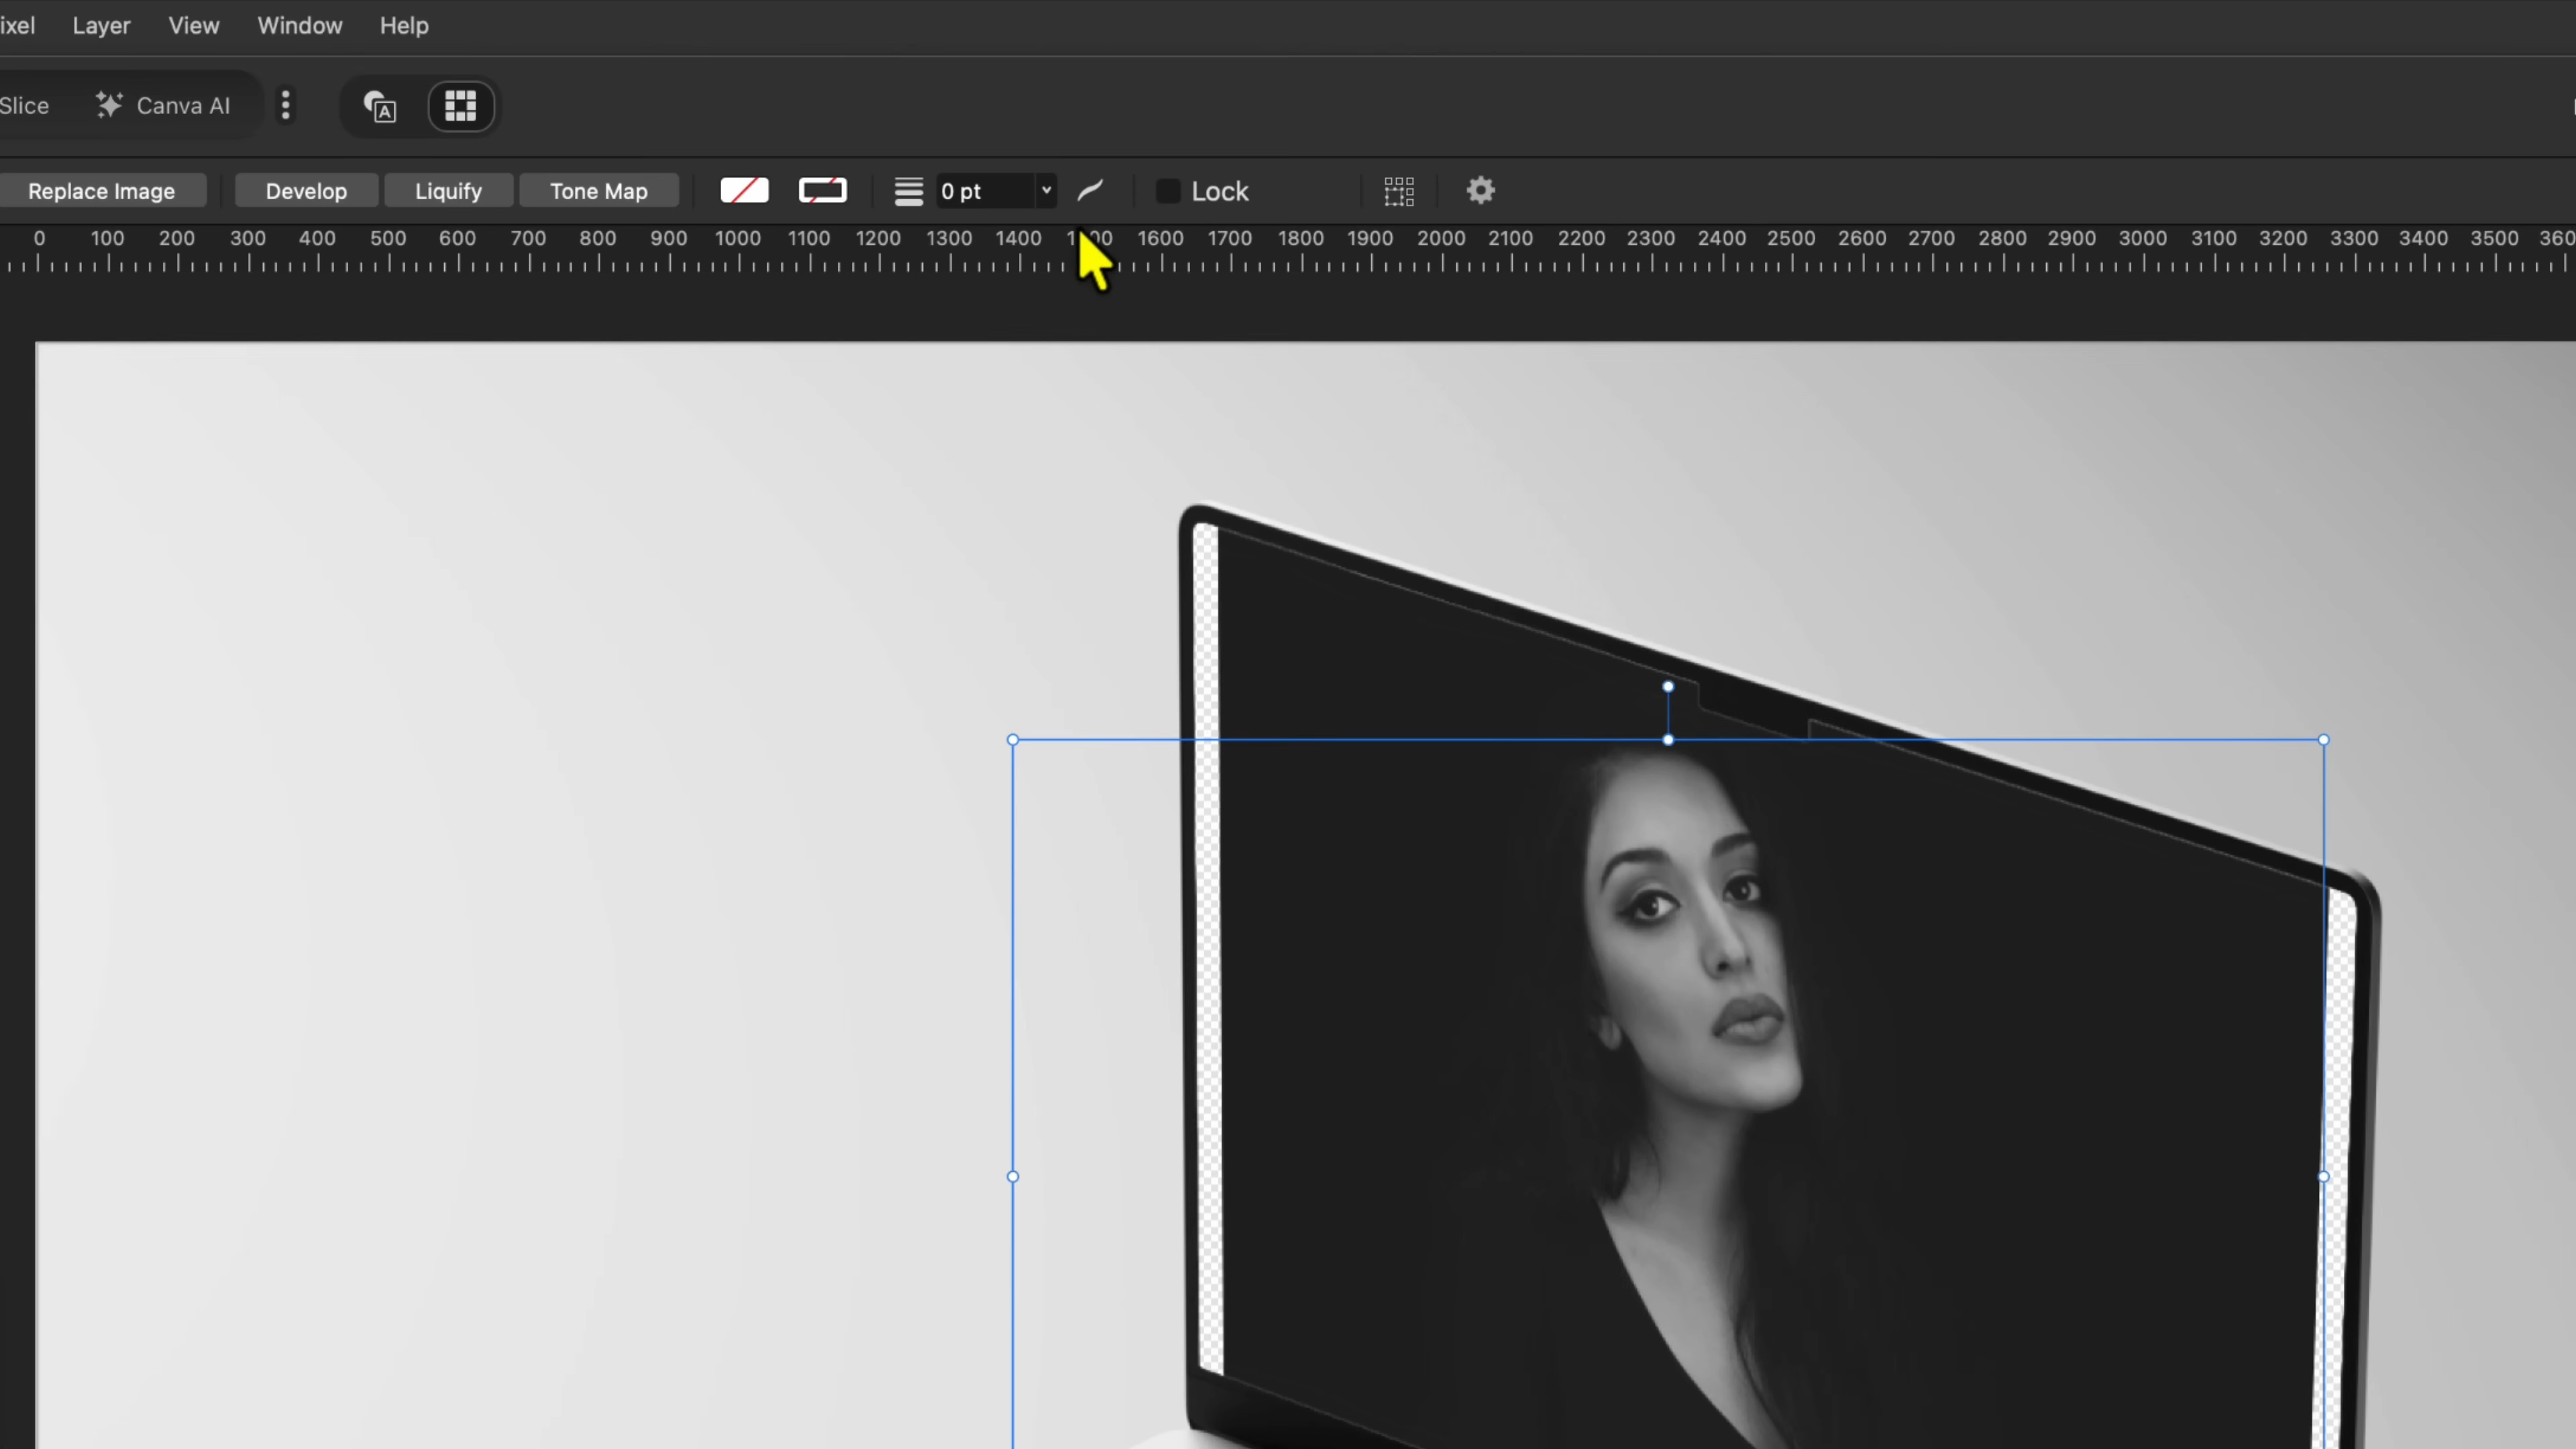 ixel Layer View Window Help
Slice Canva AI A
Replace Image Develop Liquify Tone Map 0 pt Lock
0 100 200 300 400 500 600 700 800 900 1000 1100 1200 1300 1400 1500 1600 1700 1800 1900 2000 2100 2200 2300 2400 2500 2600 2700 2800 2900 3000 3100 3200 3300 3400 3500 360